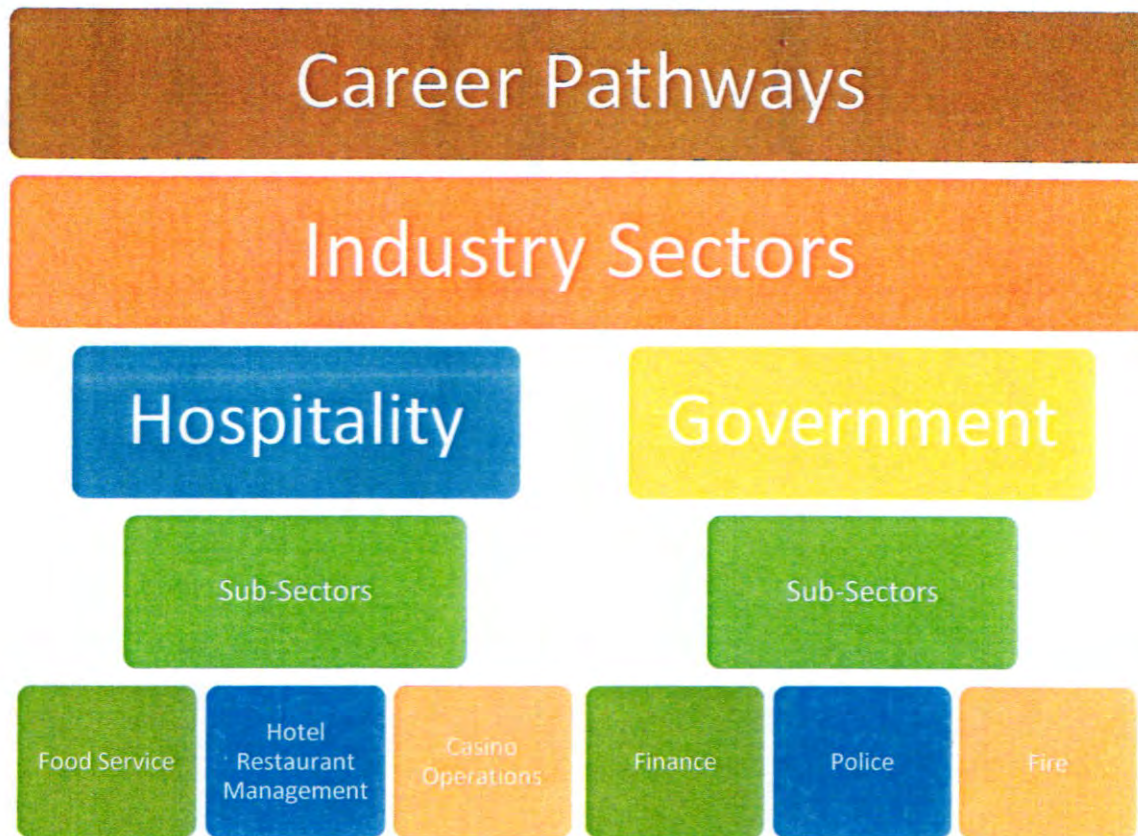 Career Pathways
Industry Sectors
Hospitality
Government
Sub-Sectors
Sub-Sectors
Food Service
Hotel
Restaurant
Management
Casino
Operations
Finance
Police
Fire